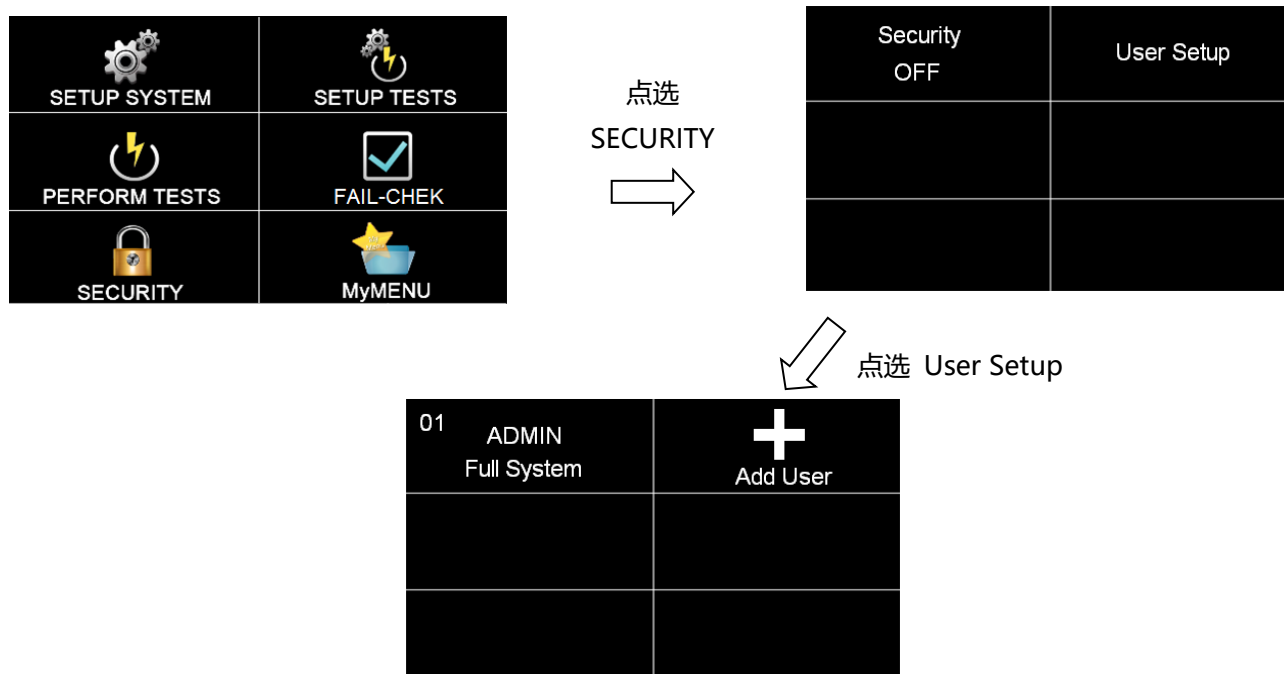 SETUP SYSTEM
SETUP TESTS
PERFORM TESTS
FAIL-CHEK
SECURITY
MyMENU
点选
SECURITY
Security
OFF
User Setup
点选 User Setup
01
ADMIN
Full System
Add User